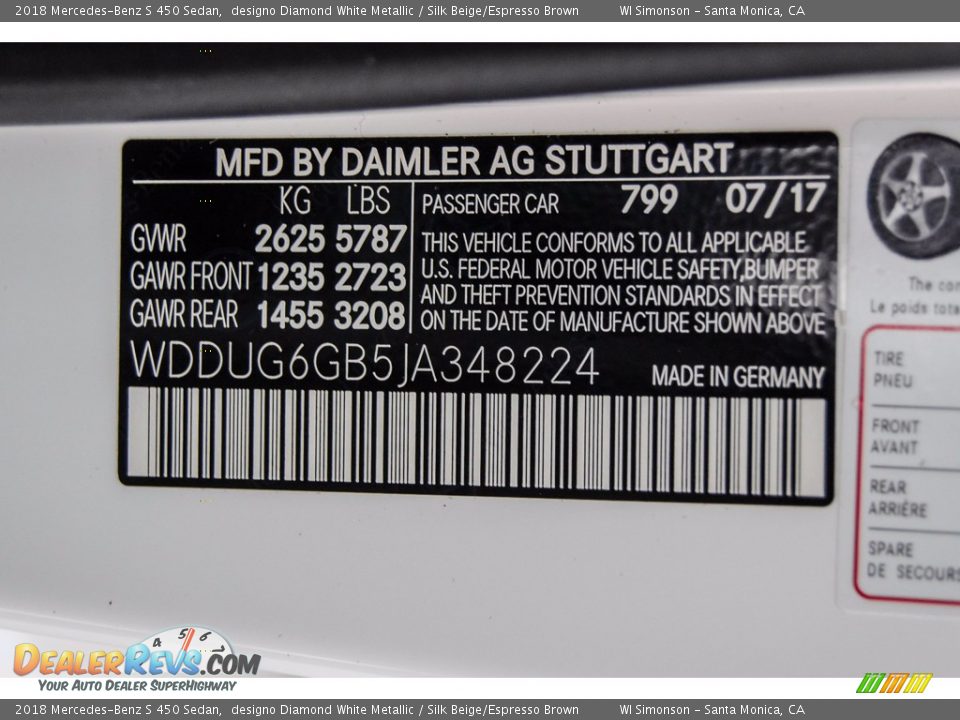 2018 Mercedes-Benz S 450 Sedan,  designo Diamond White Metallic / Silk Beige/Espresso Brown WI Simonson - Santa Monica, CA
MFD BY DAIMLER AG STUTTGART
KG LBS
GVWR 2625 5787
GAWR FRONT 1235 2723
GAWR REAR 1455 3208
PASSENGER CAR 799 07/17
THIS VEHICLE CONFORMS TO ALL APPLICABLE
U.S. FEDERAL MOTOR VEHICLE SAFETY,BUMPER
AND THEFT PREVENTION STANDARDS IN EFFECT
ON THE DATE OF MANUFACTURE SHOWN ABOVE
WDDUG6GB5JA348224
MADE IN GERMANY
The
Le poids
TIRE
PNEU
FRONT
AVANT
REAR
ARRIÈRE
SPARE
DE SECOURS
4 5 6
DEALERREVS.COM
YOUR AUTO DEALER SUPERHIGHWAY
2018 Mercedes-Benz S 450 Sedan,  designo Diamond White Metallic / Silk Beige/Espresso Brown WI Simonson - Santa Monica, CA